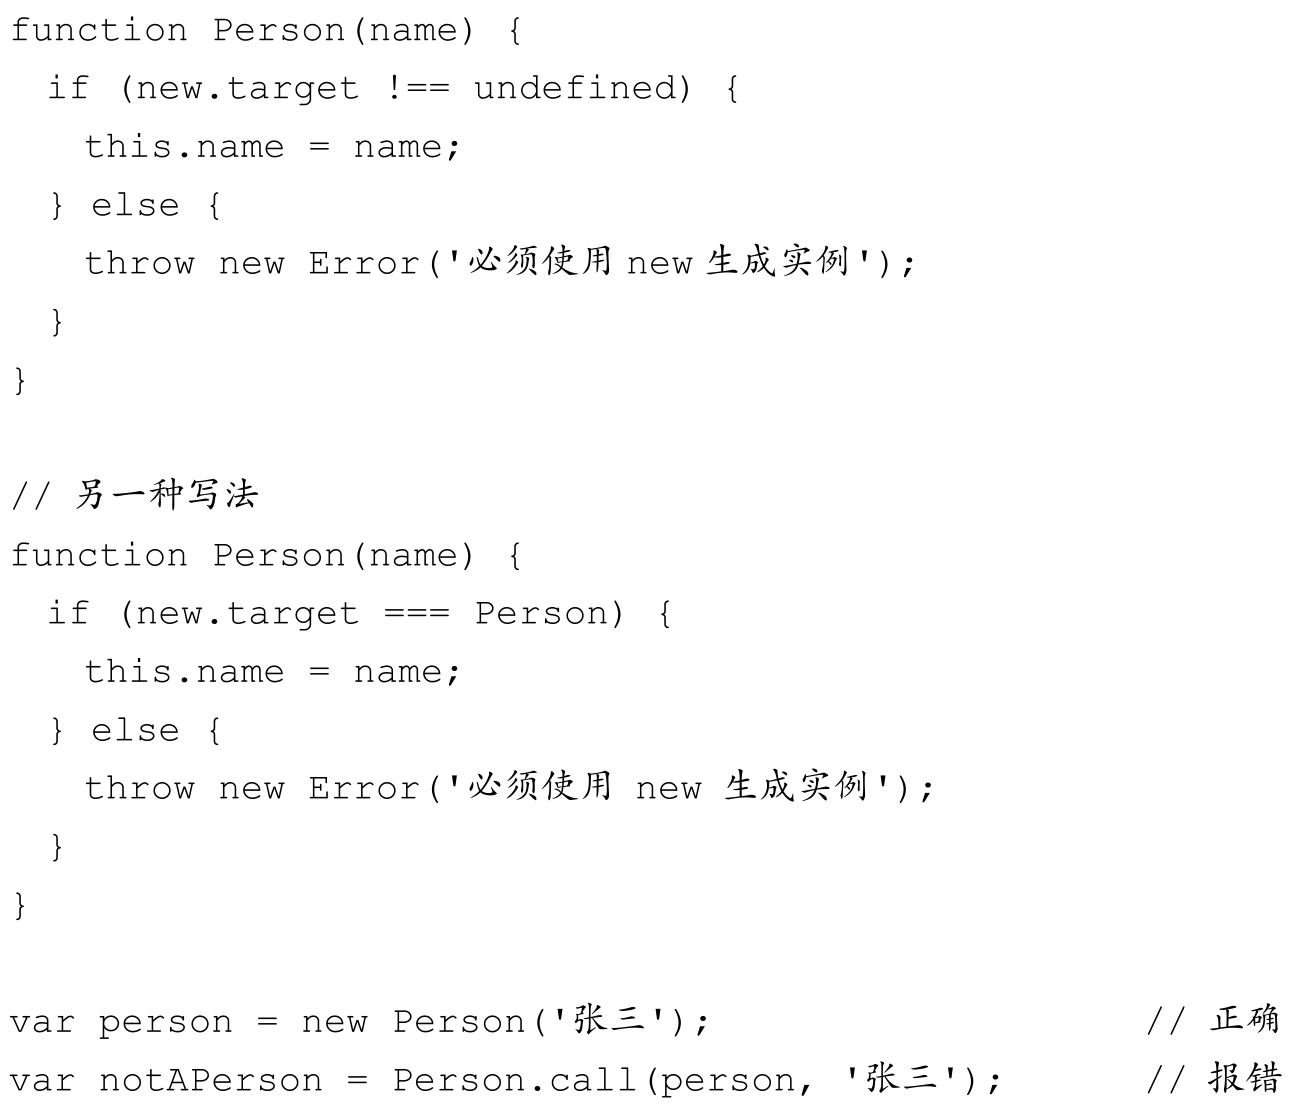 function Person(name) {
  if (new.target !== undefined) {
    this.name = name;
  } else {
    throw new Error('必须使用 new 生成实例');
  }
}

// 另一种写法
function Person(name) {
  if (new.target === Person) {
    this.name = name;
  } else {
    throw new Error('必须使用 new 生成实例');
  }
}

var person = new Person('张三'); // 正确
var notAPerson = Person.call(person, '张三'); // 报错